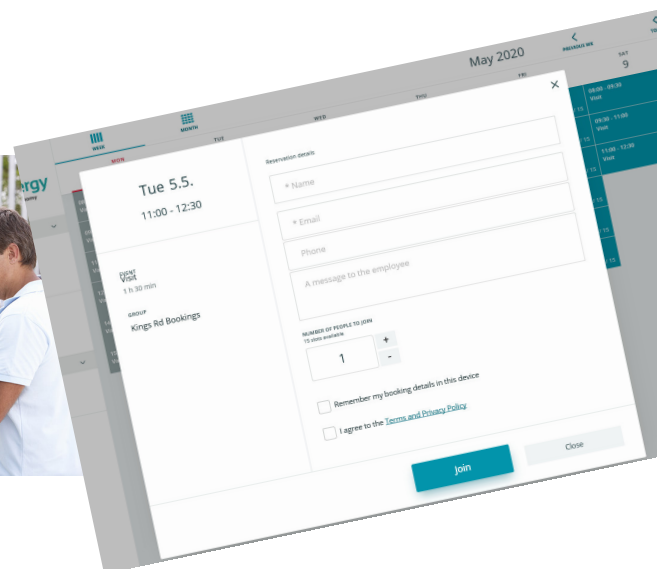 May 2020
PREVIOUS WK
WEEK
MONTH
MON
TUE
WED
THU
FRI
SAT
9
08:00 - 09:30
Visit
09:30 - 11:00
Visit
11:00 - 12:30
Visit
Tue 5.5.
11:00 - 12:30
EVENT
Visit
1 h 30 min
GROUP
Kings Rd Bookings
Reservation details
* Name
* Email
Phone
A message to the employee
NUMBER OF PEOPLE TO JOIN
15 slots available
1
+
-
Remember my booking details in this device
I agree to the Terms and Privacy Policy
Join
Close